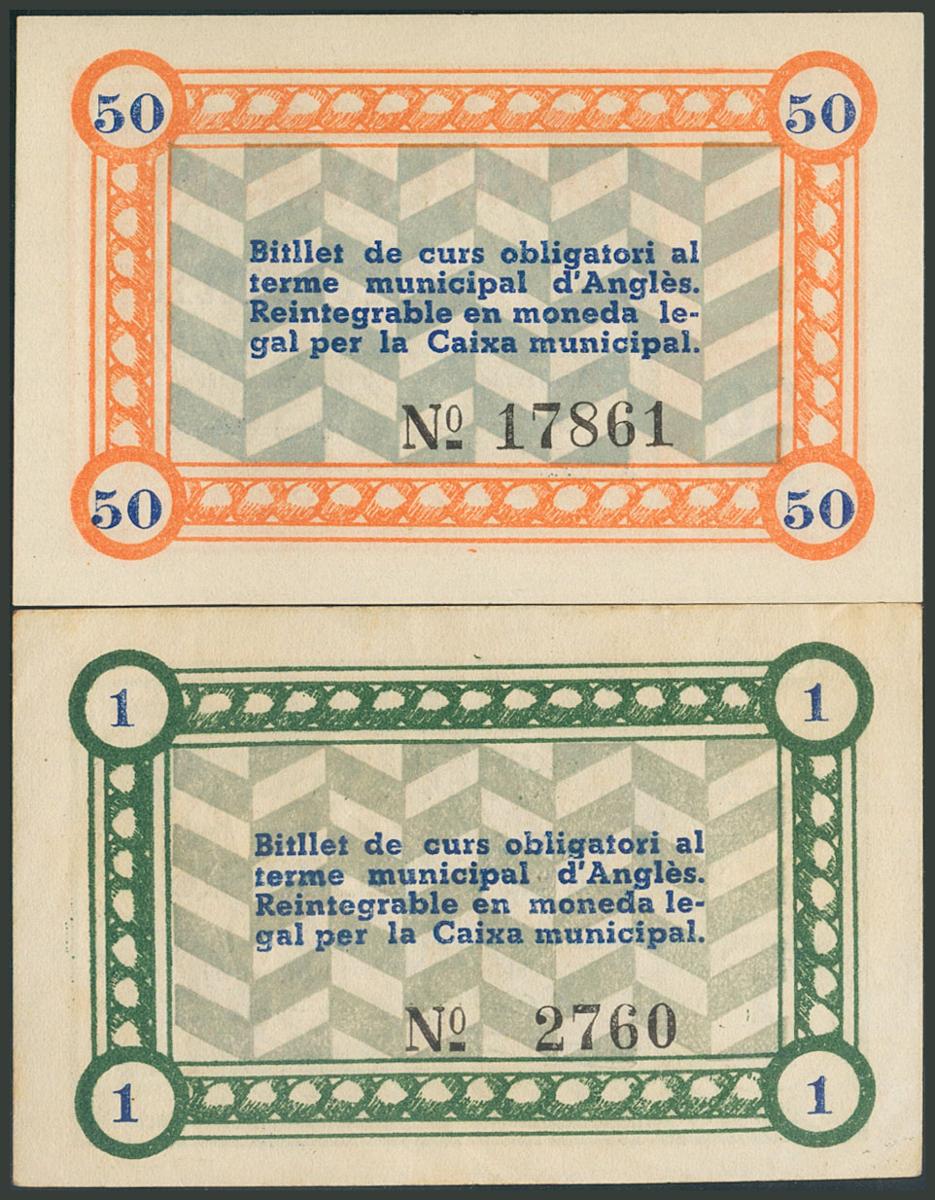 50 50
Bitllet de curs obligatori al
terme municipal d'Anglès.
Reintegrable en moneda le-
gal per la Caixa municipal.
Nº 17861
50 50
1 1
Bitllet de curs obligatori al
terme municipal d'Anglès.
Reintegrable en moneda le-
gal per la Caixa municipal.
Nº 2760
1 1